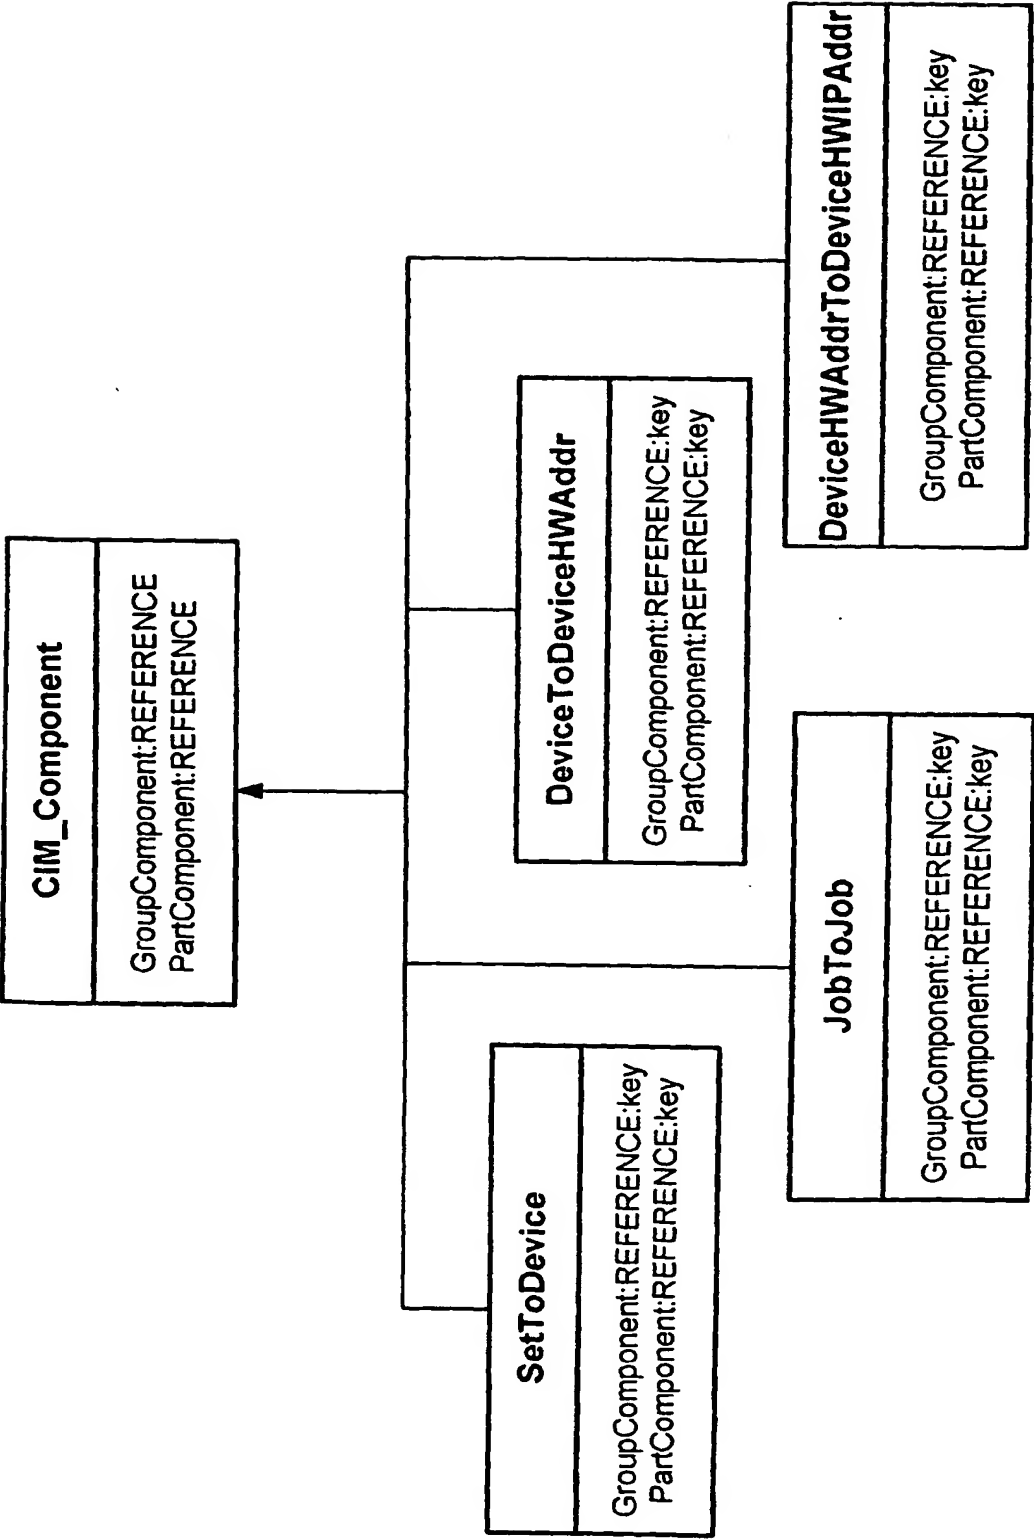 CIM_Component
GroupComponent:REFERENCE
PartComponent:REFERENCE
SetToDevice
GroupComponent:REFERENCE:key
PartComponent:REFERENCE:key
DeviceToDeviceHWAddr
GroupComponent:REFERENCE:key
PartComponent:REFERENCE:key
JobToJob
GroupComponent:REFERENCE:key
PartComponent:REFERENCE:key
DeviceHWAddrToDeviceHWIPAddr
GroupComponent:REFERENCE:key
PartComponent:REFERENCE:key